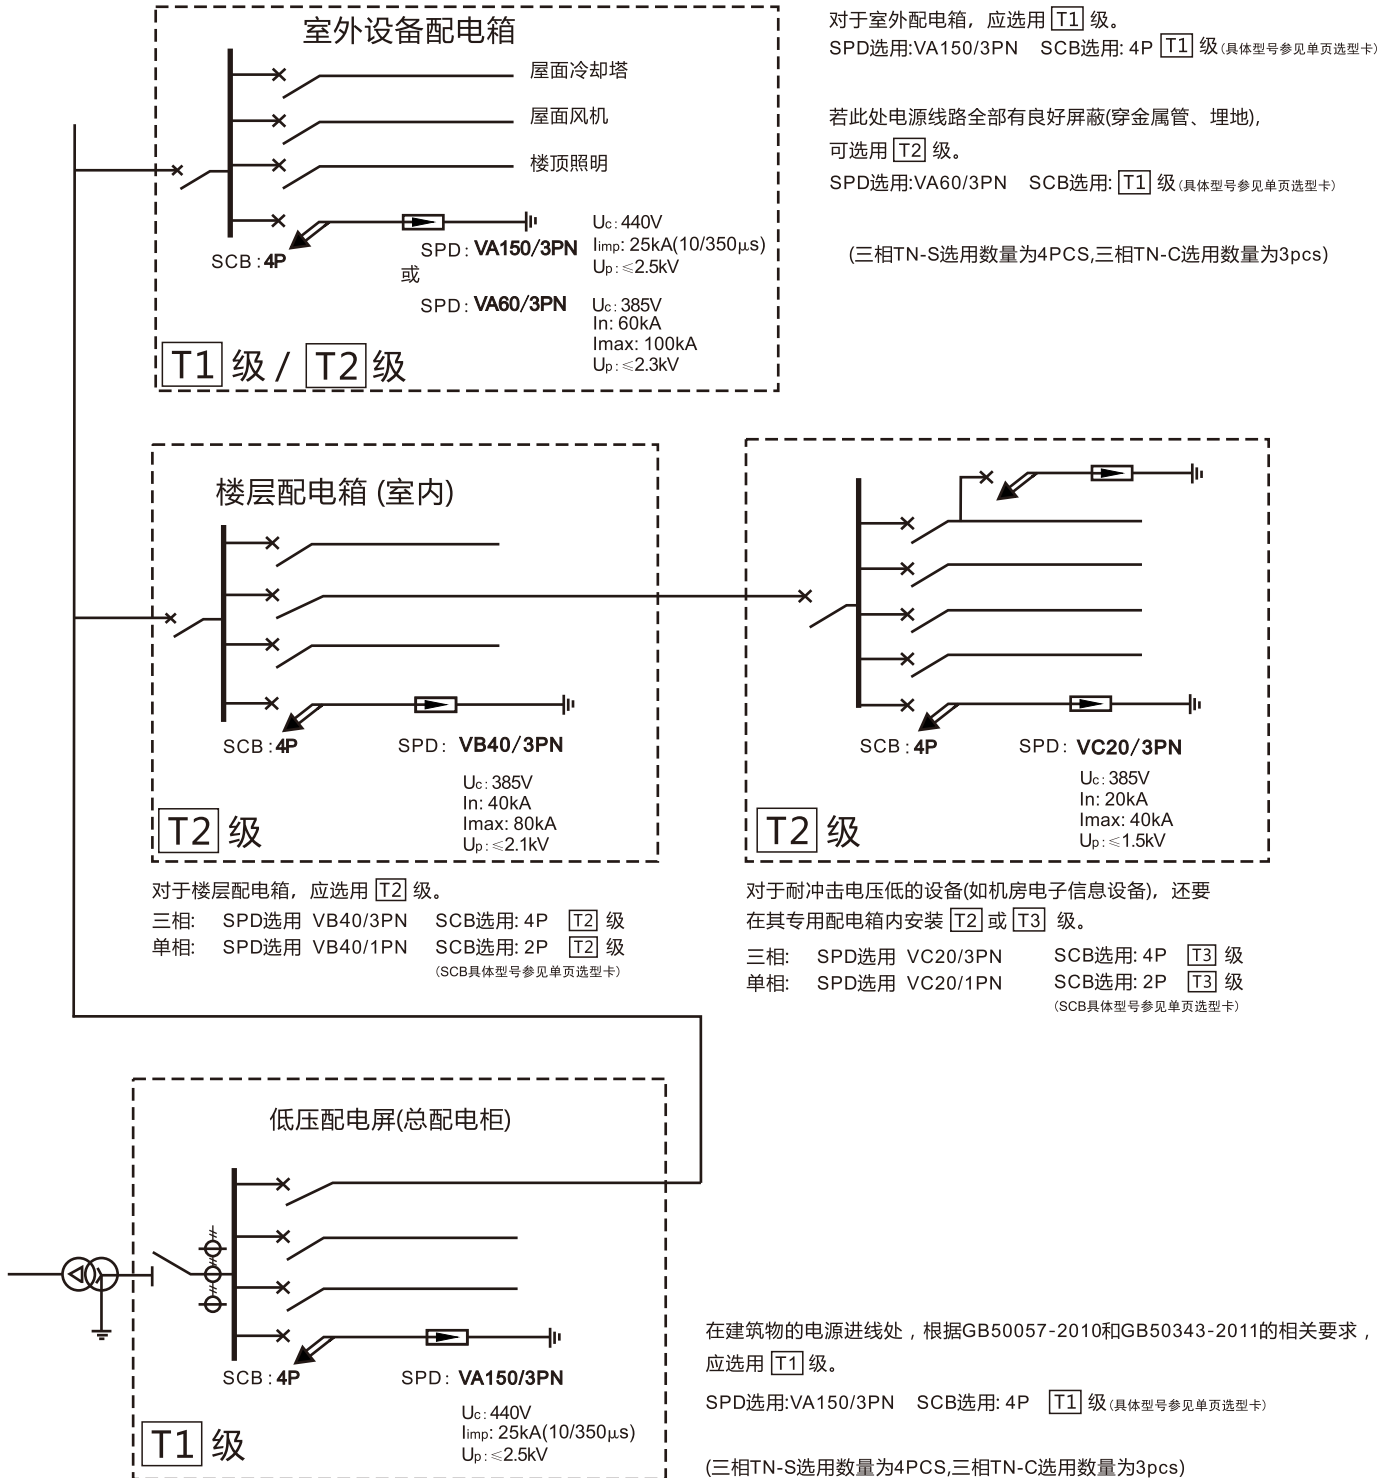 室外设备配电箱
屋面冷却塔
屋面风机
楼顶照明
SCB:4P
SPD: VA150/3PN
Uc: 440V
Iimp: 25kA(10/350μs)
Up:≤2.5kV
或
SPD: VA60/3PN
Uc: 385V
In: 60kA
Imax: 100kA
Up:≤2.3kV
T1 级 / T2 级
对于室外配电箱，应选用 T1 级。
SPD选用:VA150/3PN SCB选用: 4P T1 级(具体型号参见单页选型卡)
若此处电源线路全部有良好屏蔽(穿金属管、埋地),
可选用 T2 级。
SPD选用:VA60/3PN SCB选用: T1 级(具体型号参见单页选型卡)
(三相TN-S选用数量为4PCS,三相TN-C选用数量为3pcs)
楼层配电箱 (室内)
SCB:4P
SPD: VB40/3PN
Uc: 385V
In: 40kA
Imax: 80kA
Up:≤2.1kV
T2 级
SCB:4P
SPD: VC20/3PN
Uc: 385V
In: 20kA
Imax: 40kA
Up:≤1.5kV
T2 级
对于楼层配电箱，应选用 T2 级。
三相: SPD选用 VB40/3PN SCB选用: 4P T2 级
单相: SPD选用 VB40/1PN SCB选用: 2P T2 级
(SCB具体型号参见单页选型卡)
对于耐冲击电压低的设备(如机房电子信息设备)，还要
在其专用配电箱内安装 T2 或 T3 级。
三相: SPD选用 VC20/3PN SCB选用: 4P T3 级
单相: SPD选用 VC20/1PN SCB选用: 2P T3 级
(SCB具体型号参见单页选型卡)
低压配电屏(总配电柜)
SCB:4P
SPD: VA150/3PN
Uc: 440V
Iimp: 25kA(10/350μs)
Up:≤2.5kV
T1 级
在建筑物的电源进线处，根据GB50057-2010和GB50343-2011的相关要求，
应选用 T1 级。
SPD选用:VA150/3PN SCB选用: 4P T1 级(具体型号参见单页选型卡)
(三相TN-S选用数量为4PCS,三相TN-C选用数量为3pcs)